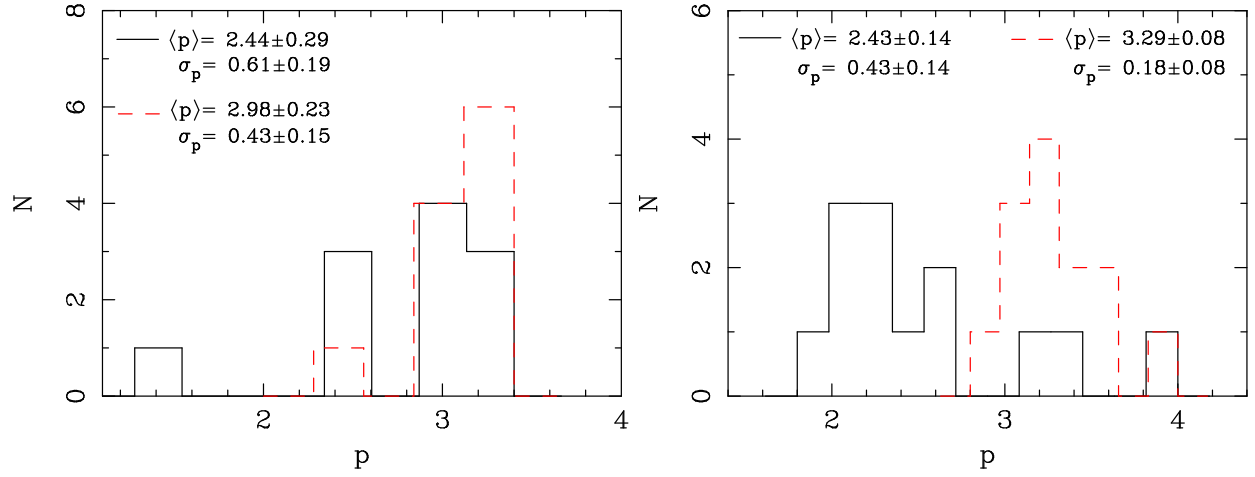 8
6
4
2
0
N
⟨p⟩= 2.44±0.29
σp= 0.61±0.19
⟨p⟩= 2.98±0.23
σp= 0.43±0.15
2 3 4
p
6
4
2
0
N
⟨p⟩= 2.43±0.14 ⟨p⟩= 3.29±0.08
σp= 0.43±0.14 σp= 0.18±0.08
2 3 4
p